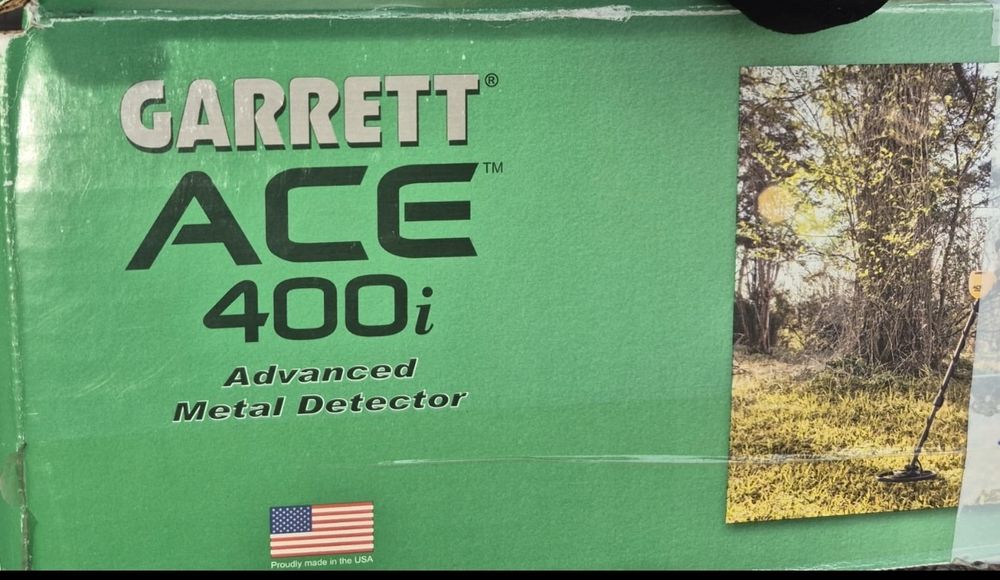 GARRETT®
ACE™
400i
Advanced
Metal Detector
Proudly made in the USA